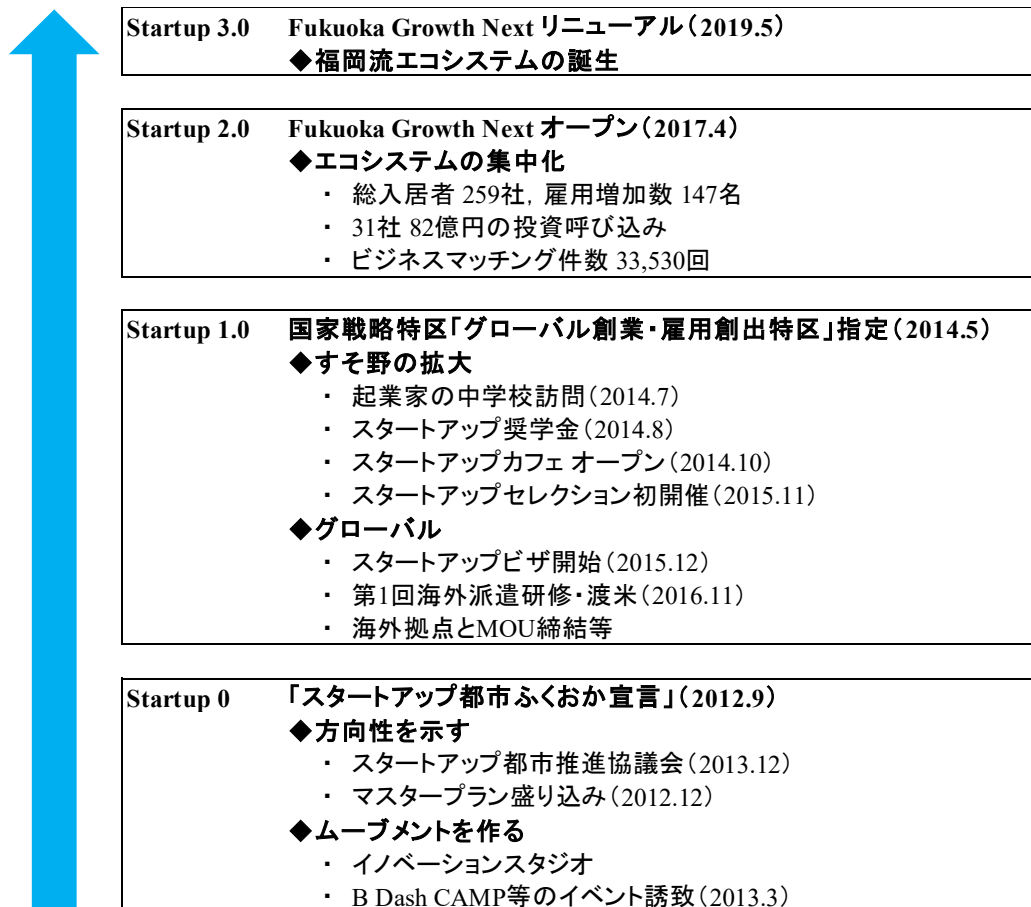 Startup 3.0 Fukuoka Growth Next リニューアル（2019.5）
◆福岡流エコシステムの誕生
Startup 2.0 Fukuoka Growth Next オープン（2017.4）
◆エコシステムの集中化
・ 総入居者 259社，雇用増加数 147名
・ 31社 82億円の投資呼び込み
・ ビジネスマッチング件数 33,530回
Startup 1.0 国家戦略特区「グローバル創業・雇用創出特区」指定（2014.5）
◆すそ野の拡大
・ 起業家の中学校訪問（2014.7）
・ スタートアップ奨学金（2014.8）
・ スタートアップカフェ オープン（2014.10）
・ スタートアップセレクション初開催（2015.11）
◆グローバル
・ スタートアップビザ開始（2015.12）
・ 第1回海外派遣研修・渡米（2016.11）
・ 海外拠点とMOU締結等
Startup 0 「スタートアップ都市ふくおか宣言」（2012.9）
◆方向性を示す
・ スタートアップ都市推進協議会（2013.12）
・ マスタープラン盛り込み（2012.12）
◆ムーブメントを作る
・ イノベーションスタジオ
・ B Dash CAMP等のイベント誘致（2013.3）